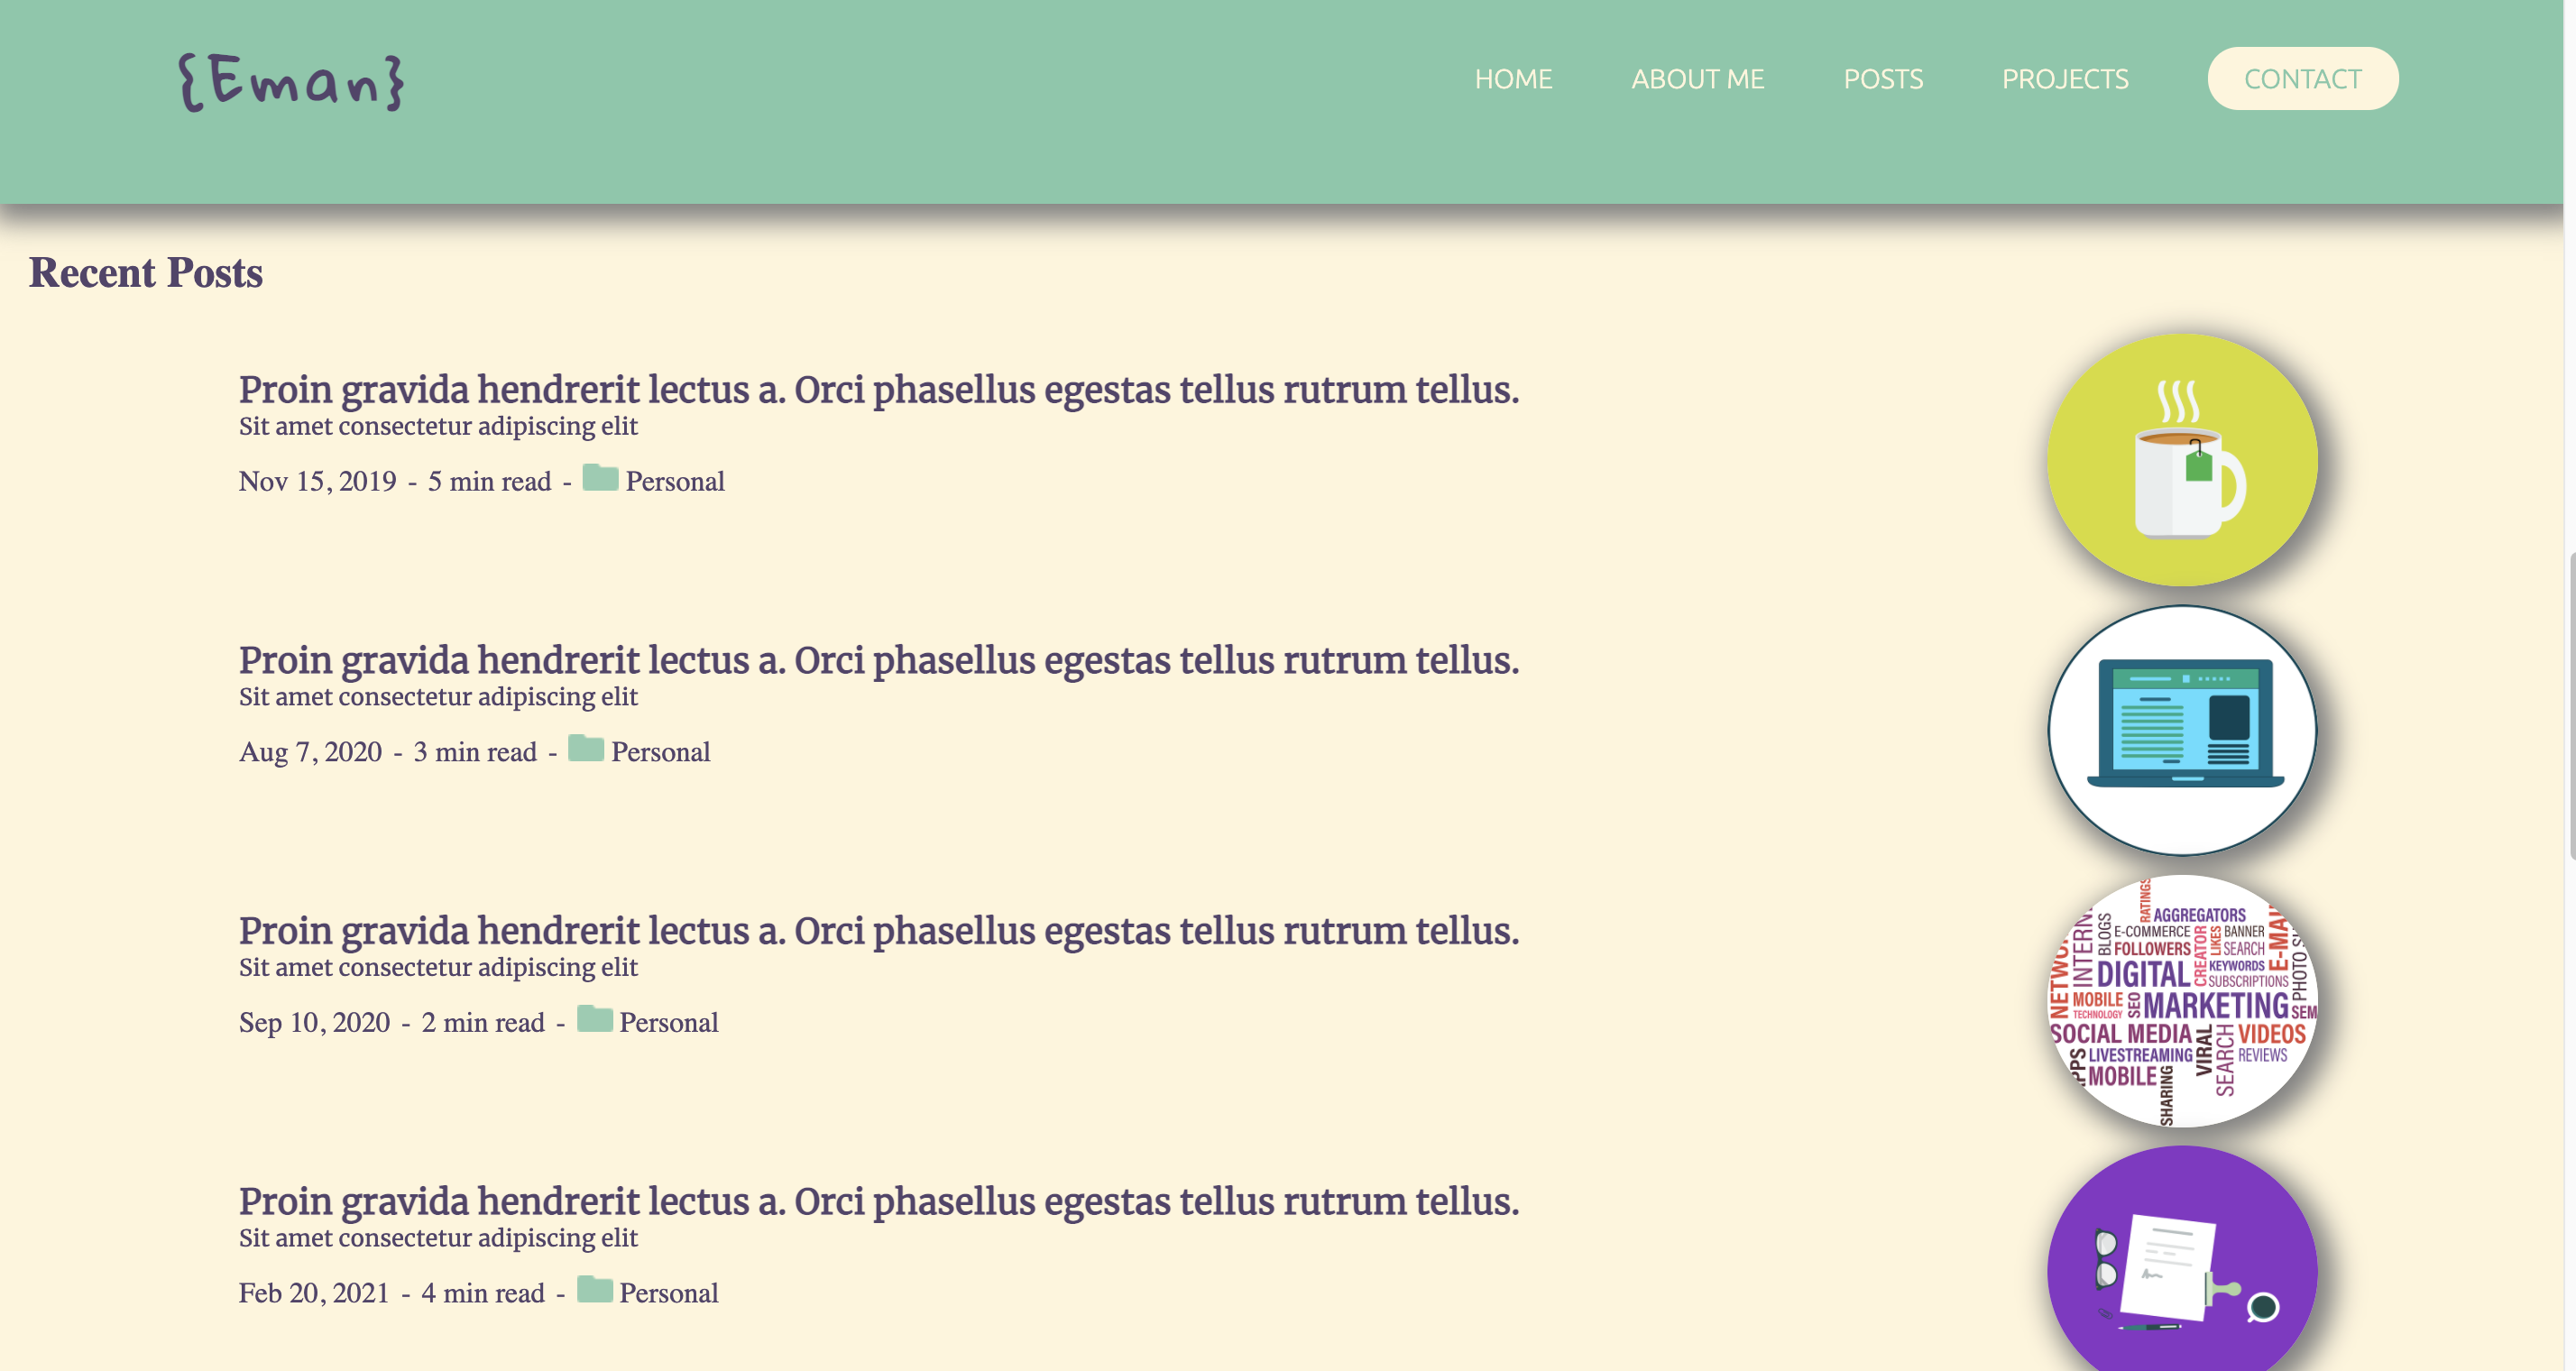 {Eman}
HOME ABOUT ME POSTS PROJECTS CONTACT
Recent Posts
Proin gravida hendrerit lectus a. Orci phasellus egestas tellus rutrum tellus.
Sit amet consectetur adipiscing elit
Nov 15, 2019 - 5 min read - Personal
Proin gravida hendrerit lectus a. Orci phasellus egestas tellus rutrum tellus.
Sit amet consectetur adipiscing elit
Aug 7, 2020 - 3 min read - Personal
Proin gravida hendrerit lectus a. Orci phasellus egestas tellus rutrum tellus.
Sit amet consectetur adipiscing elit
Sep 10, 2020 - 2 min read - Personal
RATINGS
AGGREGATORS
BLOGS
E-COMMERCE
CREATOR
LIKES
BANNER
FOLLOWERS
SEARCH
DIGITAL
KEYWORDS
SUBSCRIPTIONS
MOBILE
TECHNOLOGY
SEO
MARKETING
SEM
SOCIAL MEDIA
VIRAL
SEARCH
VIDEOS
LIVESTREAMING
REVIEWS
MOBILE
SHARING
Proin gravida hendrerit lectus a. Orci phasellus egestas tellus rutrum tellus.
Sit amet consectetur adipiscing elit
Feb 20, 2021 - 4 min read - Personal